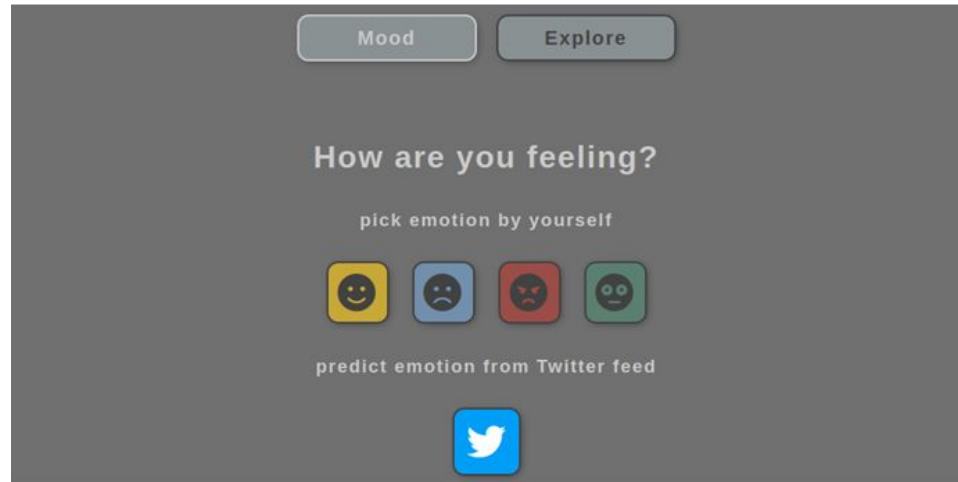 Mood Explore
How are you feeling?
pick emotion by yourself
predict emotion from Twitter feed